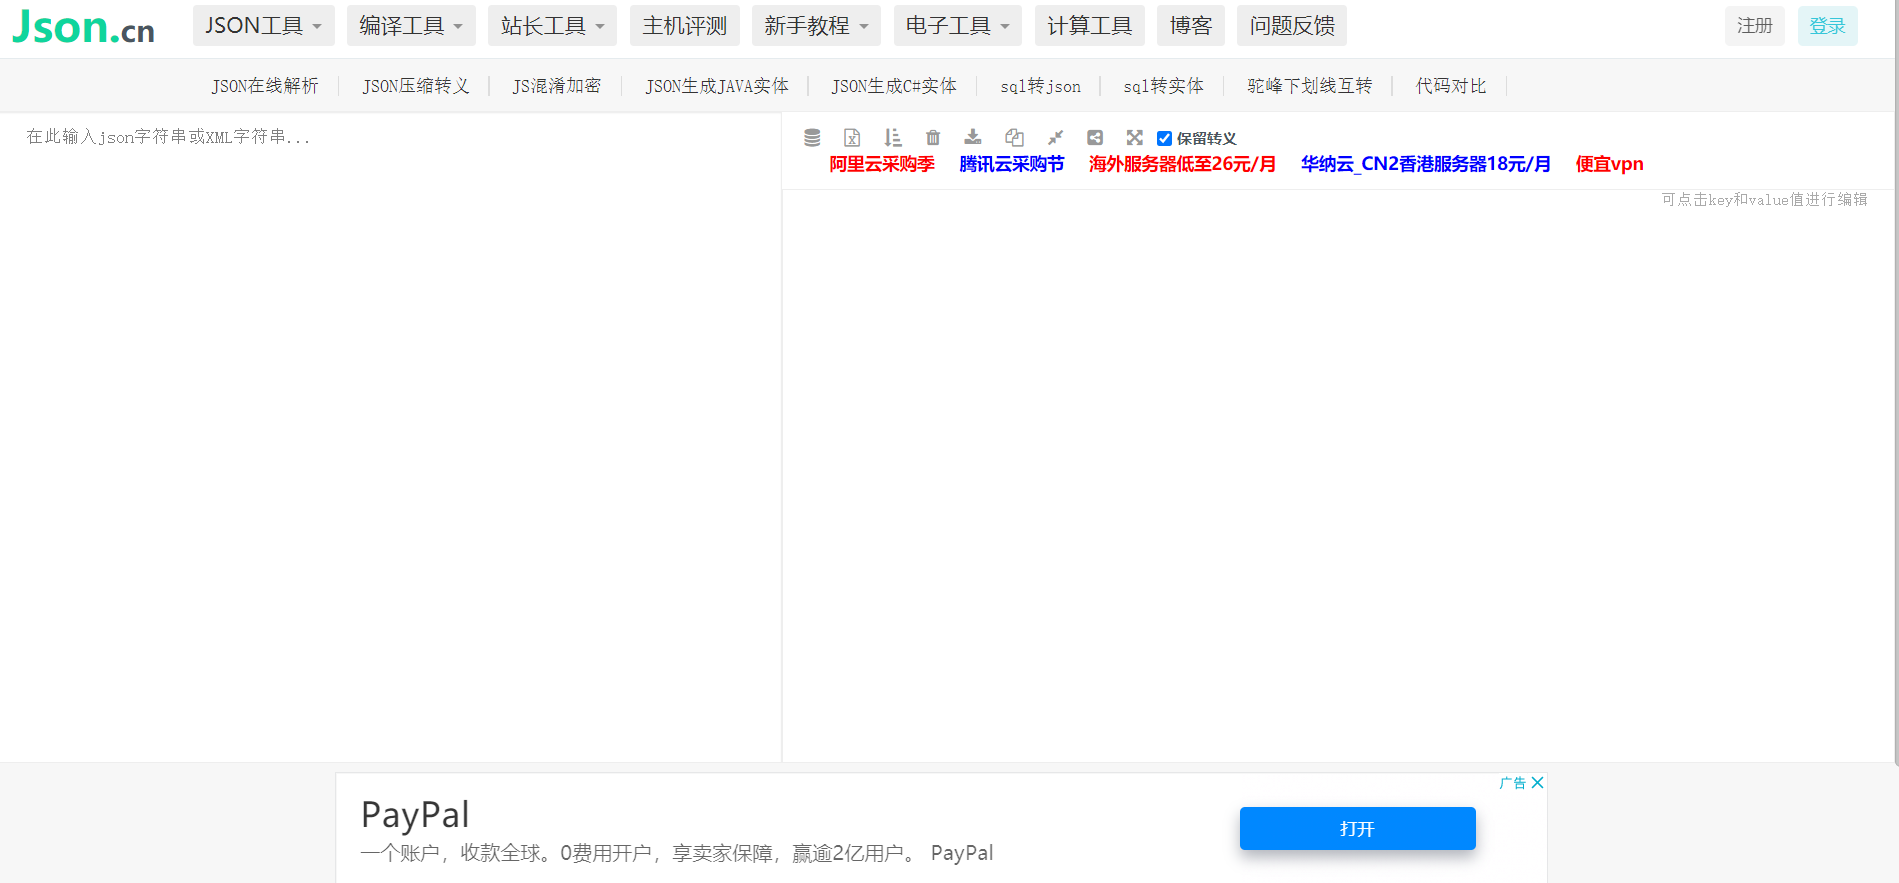 Json.cn JSON工具 编译工具 站长工具 主机评测 新手教程 电子工具 计算工具 博客 问题反馈 注册 登录
JSON在线解析 JSON压缩转义 JS混淆加密 JSON生成JAVA实体 JSON生成C#实体 sql转json sql转实体 驼峰下划线互转 代码对比
在此输入json字符串或XML字符串...
保留转义
阿里云采购季 腾讯云采购节 海外服务器低至26元/月 华纳云_CN2香港服务器18元/月 便宜vpn
可点击key和value值进行编辑
广告
PayPal
打开
一个账户，收款全球。0费用开户，享卖家保障，赢逾2亿用户。 PayPal